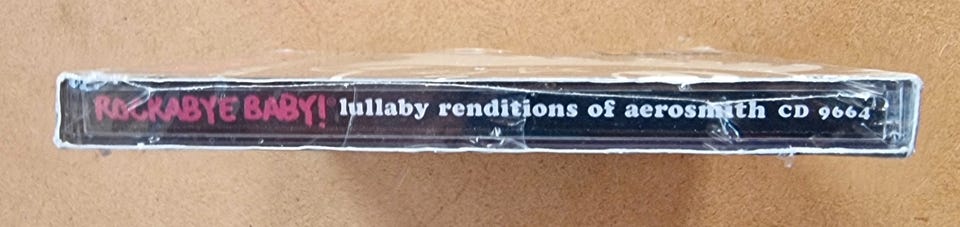 ROCKABYE BABY!® lullaby renditions of aerosmith CD 9664